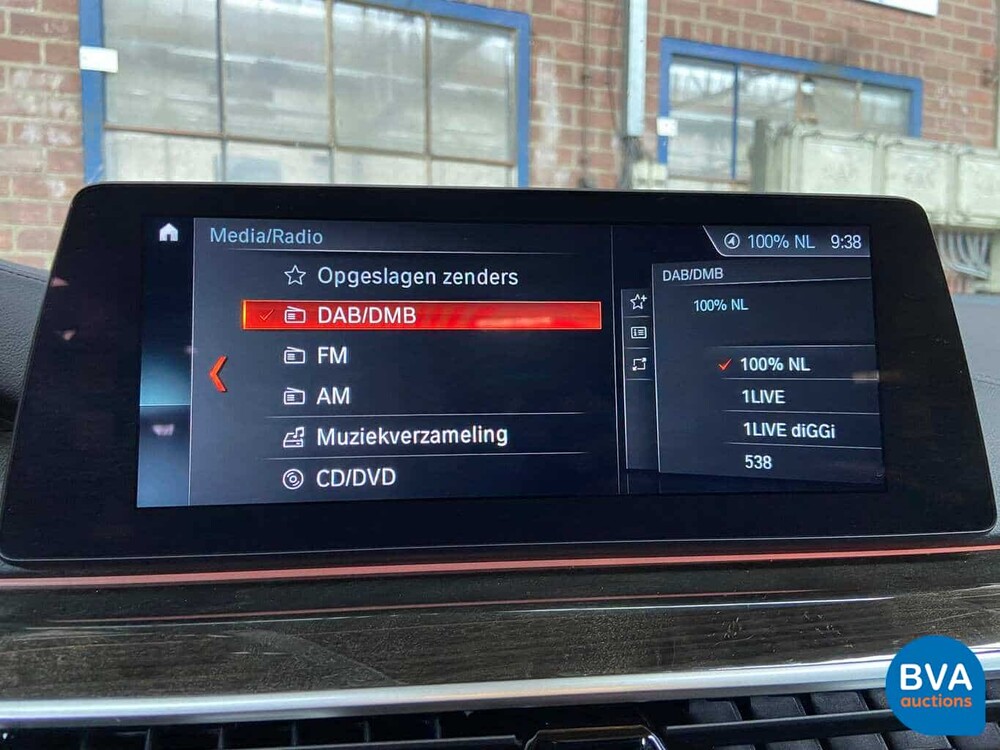 Media/Radio
100% NL 9:38
Opgeslagen zenders
DAB/DMB
FM
AM
Muziekverzameling
CD/DVD
DAB/DMB
100% NL
100% NL
1LIVE
1LIVE diGGi
538
BVA
auctions